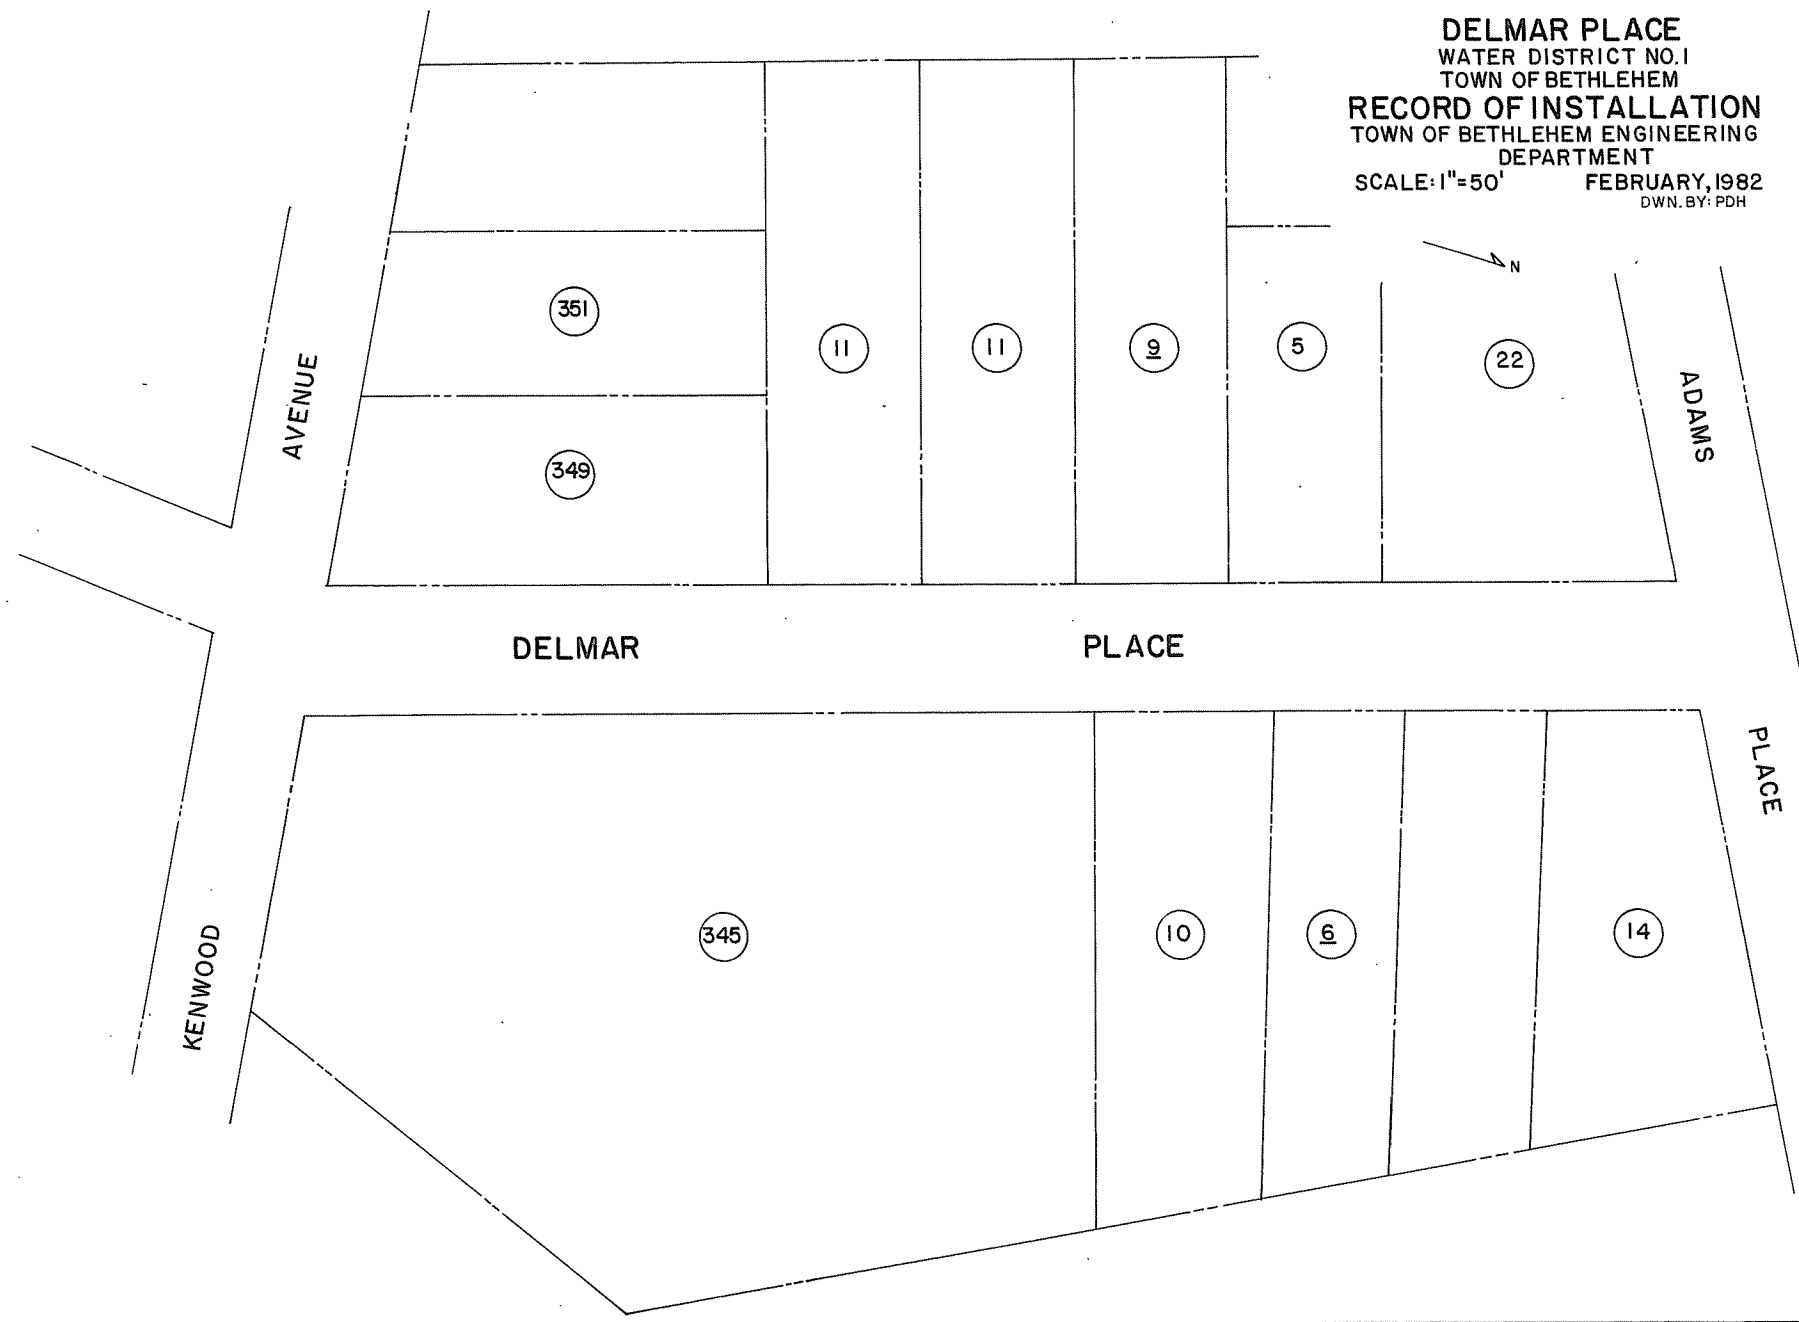 DELMAR PLACE
WATER DISTRICT NO.1
TOWN OF BETHLEHEM
RECORD OF INSTALLATION
TOWN OF BETHLEHEM ENGINEERING
DEPARTMENT
SCALE: 1"=50' FEBRUARY, 1982
DWN. BY: PDH
N
351
11
11
9
5
22
AVENUE
ADAMS
349
DELMAR PLACE
PLACE
345
10
6
14
KENWOOD